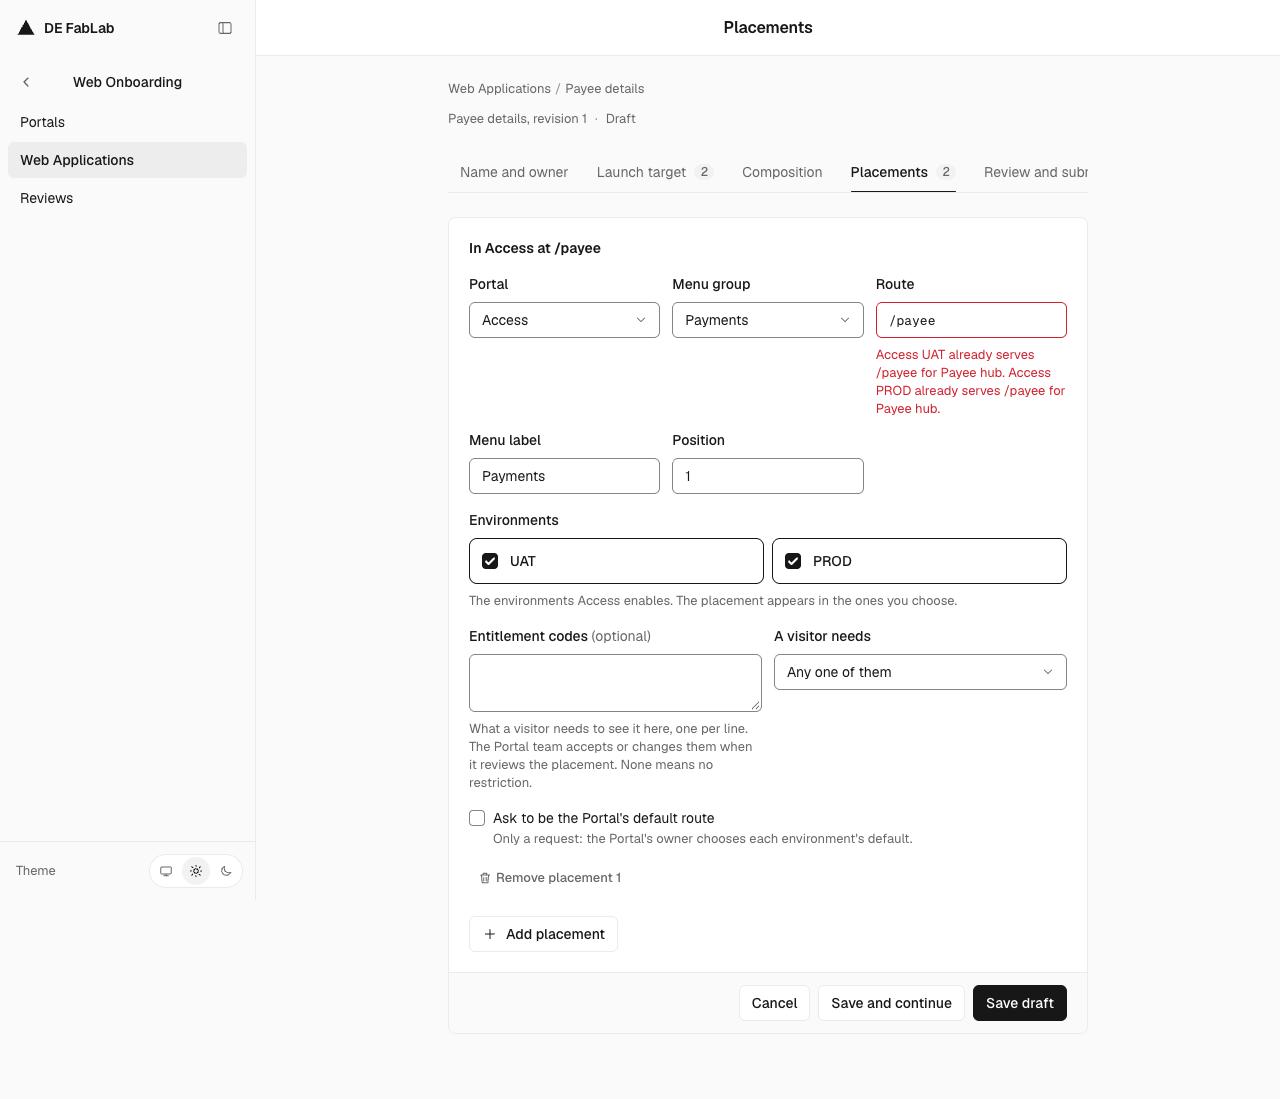 DE FabLab
Web Onboarding
Portals
Web Applications
Reviews
Theme
Placements
Web Applications / Payee details
Payee details, revision 1 · Draft
Name and owner
Launch target 2
Composition
Placements 2
Review and subr
In Access at /payee
Portal
Menu group
Route
Access
Payments
/payee
Access UAT already serves
/payee for Payee hub. Access
PROD already serves /payee for
Payee hub.
Menu label
Position
Payments
1
Environments
UAT
PROD
The environments Access enables. The placement appears in the ones you choose.
Entitlement codes (optional)
A visitor needs
Any one of them
What a visitor needs to see it here, one per line.
The Portal team accepts or changes them when
it reviews the placement. None means no
restriction.
Ask to be the Portal's default route
Only a request: the Portal's owner chooses each environment's default.
Remove placement 1
Add placement
Cancel
Save and continue
Save draft